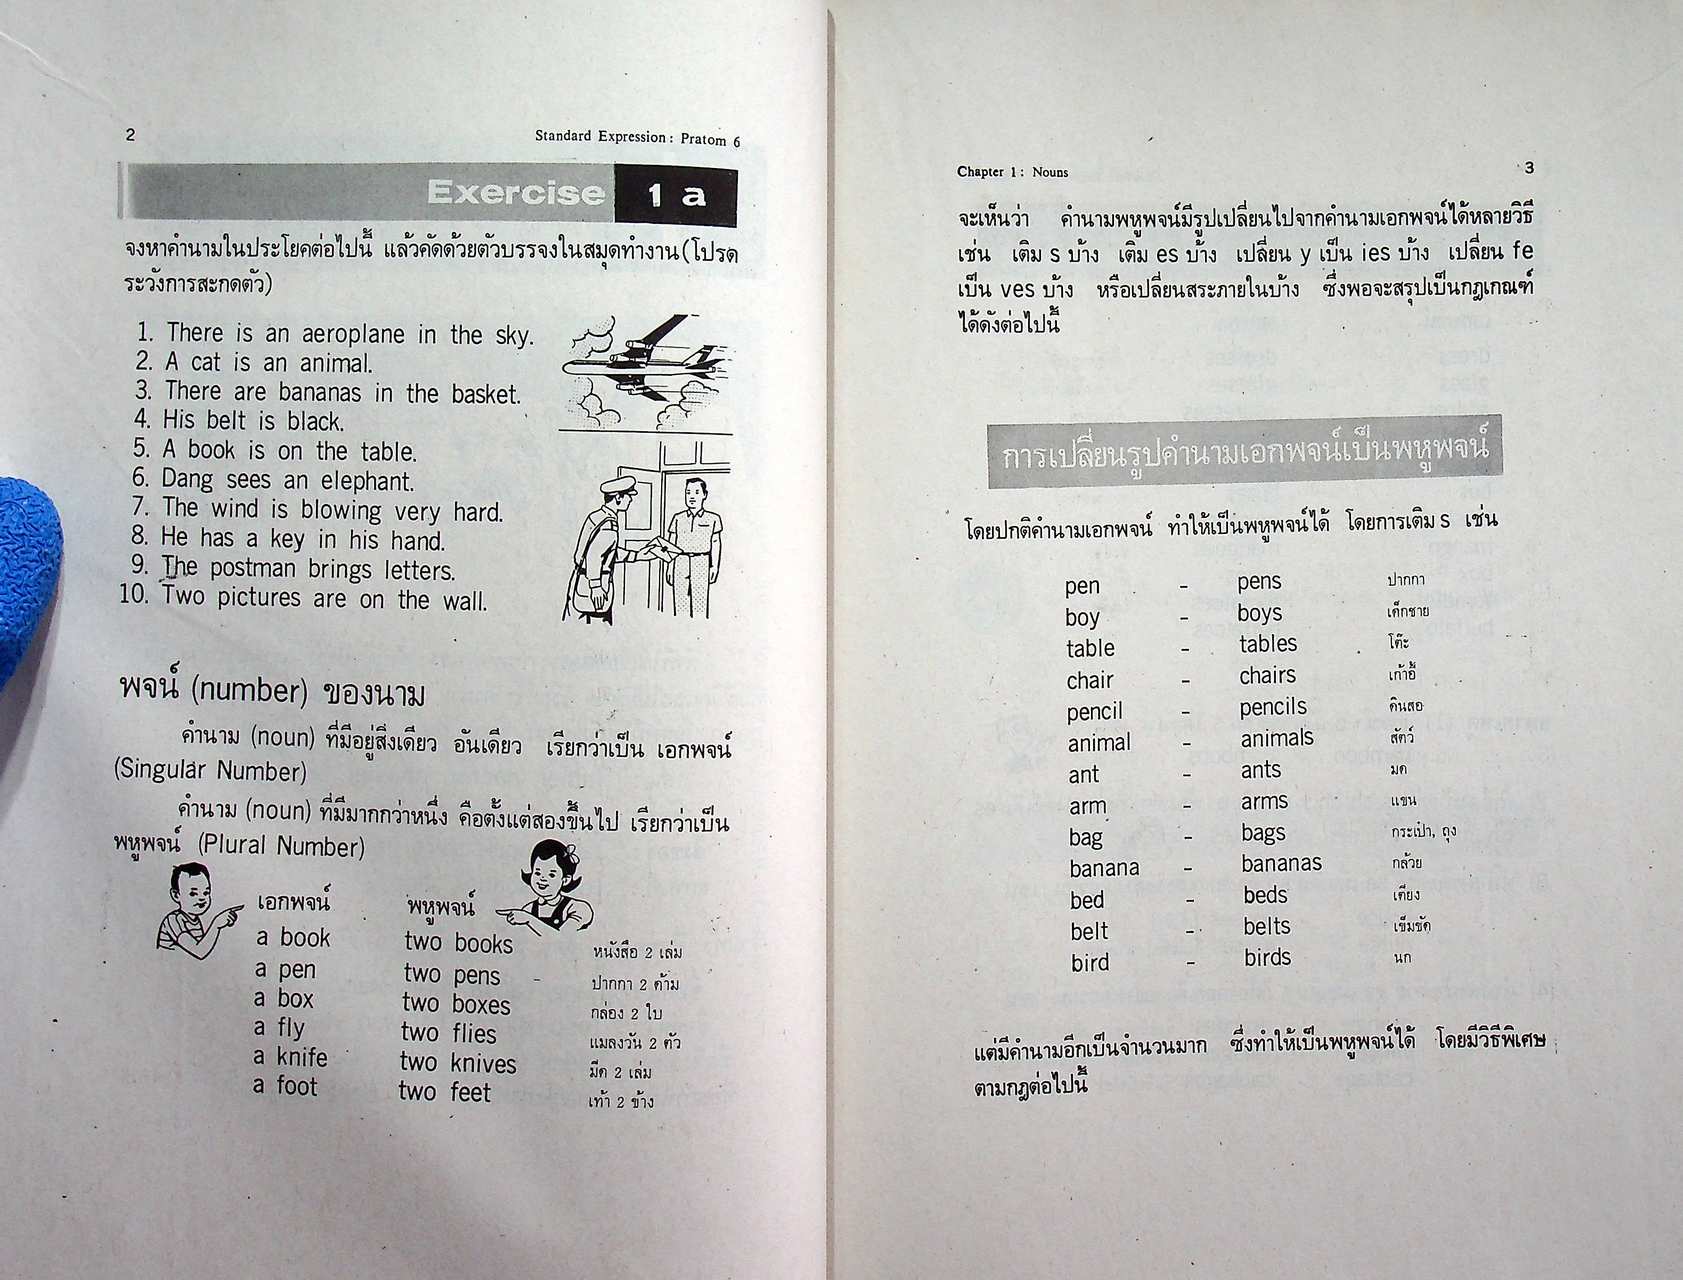 2
Standard Expression: Pratom 6
Exercise 1 a
จงหาคำนามในประโยคต่อไปนี้ แล้วคัดด้วยตัวบรรจงในสมุดทำงาน(โปรด
ระวังการสะกดตัว)
1. There is an aeroplane in the sky.
2. A cat is an animal.
3. There are bananas in the basket.
4. His belt is black.
5. A book is on the table.
6. Dang sees an elephant.
7. The wind is blowing very hard.
8. He has a key in his hand.
9. The postman brings letters.
10. Two pictures are on the wall.
พจน์ (number) ของนาม
คำนาม (noun) ที่มีอยู่สิ่งเดียว อันเดียว เรียกว่าเป็น เอกพจน์
(Singular Number)
คำนาม (noun) ที่มีมากกว่าหนึ่ง คือตั้งแต่สองขึ้นไป เรียกว่าเป็น
พหูพจน์ (Plural Number)
เอกพจน์ พหูพจน์
a book two books หนังสือ 2 เล่ม
a pen two pens ปากกา 2 ด้าม
a box two boxes กล่อง 2 ใบ
a fly two flies แมลงวัน 2 ตัว
a knife two knives มีด 2 เล่ม
a foot two feet เท้า 2 ข้าง
Chapter 1: Nouns
3
จะเห็นว่า คำนามพหูพจน์มีรูปเปลี่ยนไปจากคำนามเอกพจน์ได้หลายวิธี
เช่น เติม s บ้าง เติม es บ้าง เปลี่ยน y เป็น ies บ้าง เปลี่ยน fe
เป็น ves บ้าง หรือเปลี่ยนสระภายในบ้าง ซึ่งพอจะสรุปเป็นกฎเกณฑ์
ได้ดังต่อไปนี้
การเปลี่ยนรูปคำนามเอกพจน์เป็นพหูพจน์
โดยปกติคำนามเอกพจน์ ทำให้เป็นพหูพจน์ได้ โดยการเติม s เช่น
pen - pens ปากกา
boy - boys เด็กชาย
table - tables โต๊ะ
chair - chairs เก้าอี้
pencil - pencils ดินสอ
animal - animals สัตว์
ant - ants มด
arm - arms แขน
bag - bags กระเป๋า, ถุง
banana - bananas กล้วย
bed - beds เตียง
belt - belts เข็มขัด
bird - birds นก
แต่มีคำนามอีกเป็นจำนวนมาก ซึ่งทำให้เป็นพหูพจน์ได้ โดยมีวิธีพิเศษ
ตามกฎต่อไปนี้